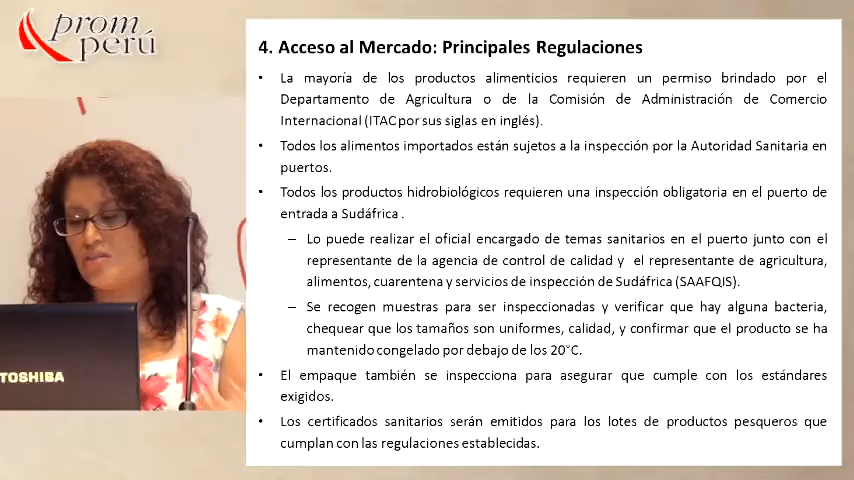 prom
perú
TOSHIBA
4. Acceso al Mercado: Principales Regulaciones
• La mayoría de los productos alimenticios requieren un permiso brindado por el
Departamento de Agricultura o de la Comisión de Administración de Comercio
Internacional (ITAC por sus siglas en inglés).
• Todos los alimentos importados están sujetos a la inspección por la Autoridad Sanitaria en
puertos.
• Todos los productos hidrobiológicos requieren una inspección obligatoria en el puerto de
entrada a Sudáfrica .
– Lo puede realizar el oficial encargado de temas sanitarios en el puerto junto con el
representante de la agencia de control de calidad y el representante de agricultura,
alimentos, cuarentena y servicios de inspección de Sudáfrica (SAAFQIS).
– Se recogen muestras para ser inspeccionadas y verificar que hay alguna bacteria,
chequear que los tamaños son uniformes, calidad, y confirmar que el producto se ha
mantenido congelado por debajo de los 20°C.
• El empaque también se inspecciona para asegurar que cumple con los estándares
exigidos.
• Los certificados sanitarios serán emitidos para los lotes de productos pesqueros que
cumplan con las regulaciones establecidas.